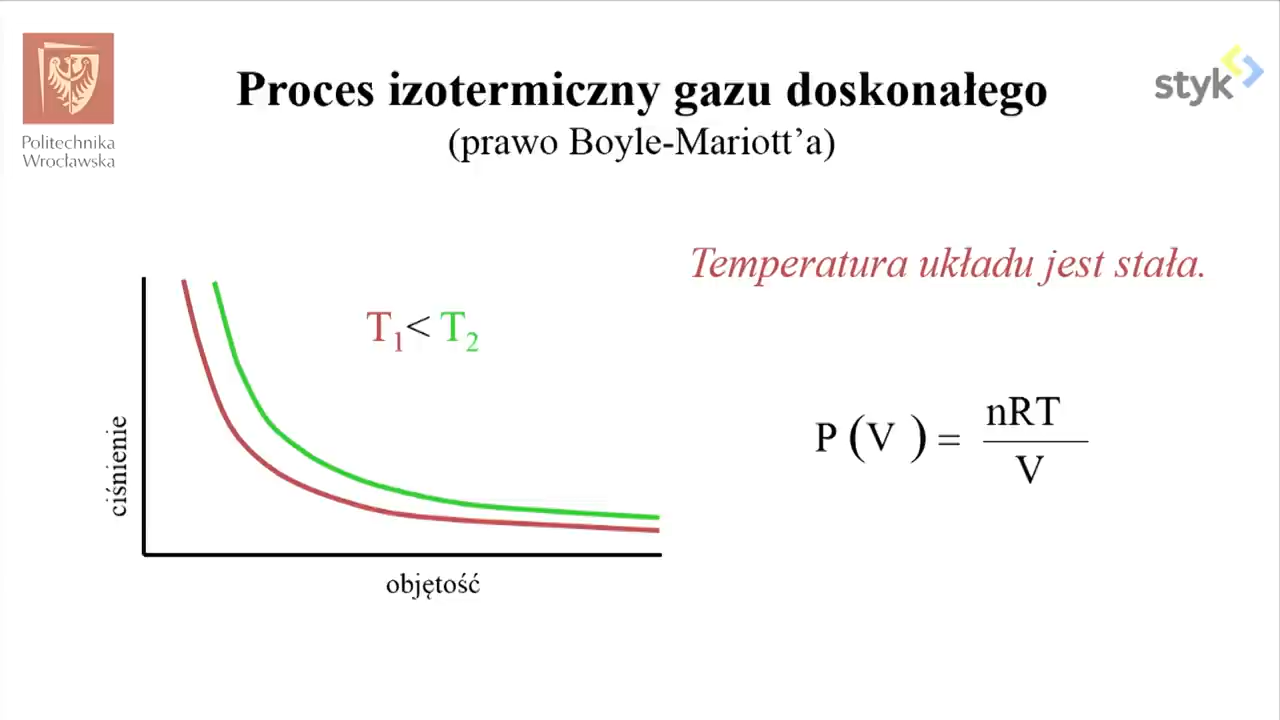 Politechnika
Wrocławska
Proces izotermiczny gazu doskonałego
(prawo Boyle-Mariott’a)
styk
Temperatura układu jest stała.
T₁< T₂
P (V ) = nRT
V
ciśnienie
objętość